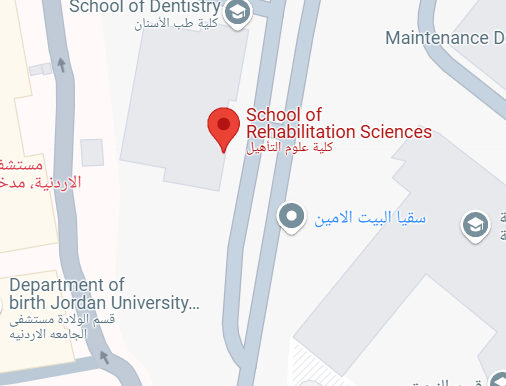 School of Dentistry
كلية طب الأسنان
Maintenance D
School of
Rehabilitation Sciences
كلية علوم التأهيل
مستشفى
الاردنية، مدخ
سقيا البيت الامين
Department of
birth Jordan University...
قسم الولادة مستشفى
الجامعه الاردنيه